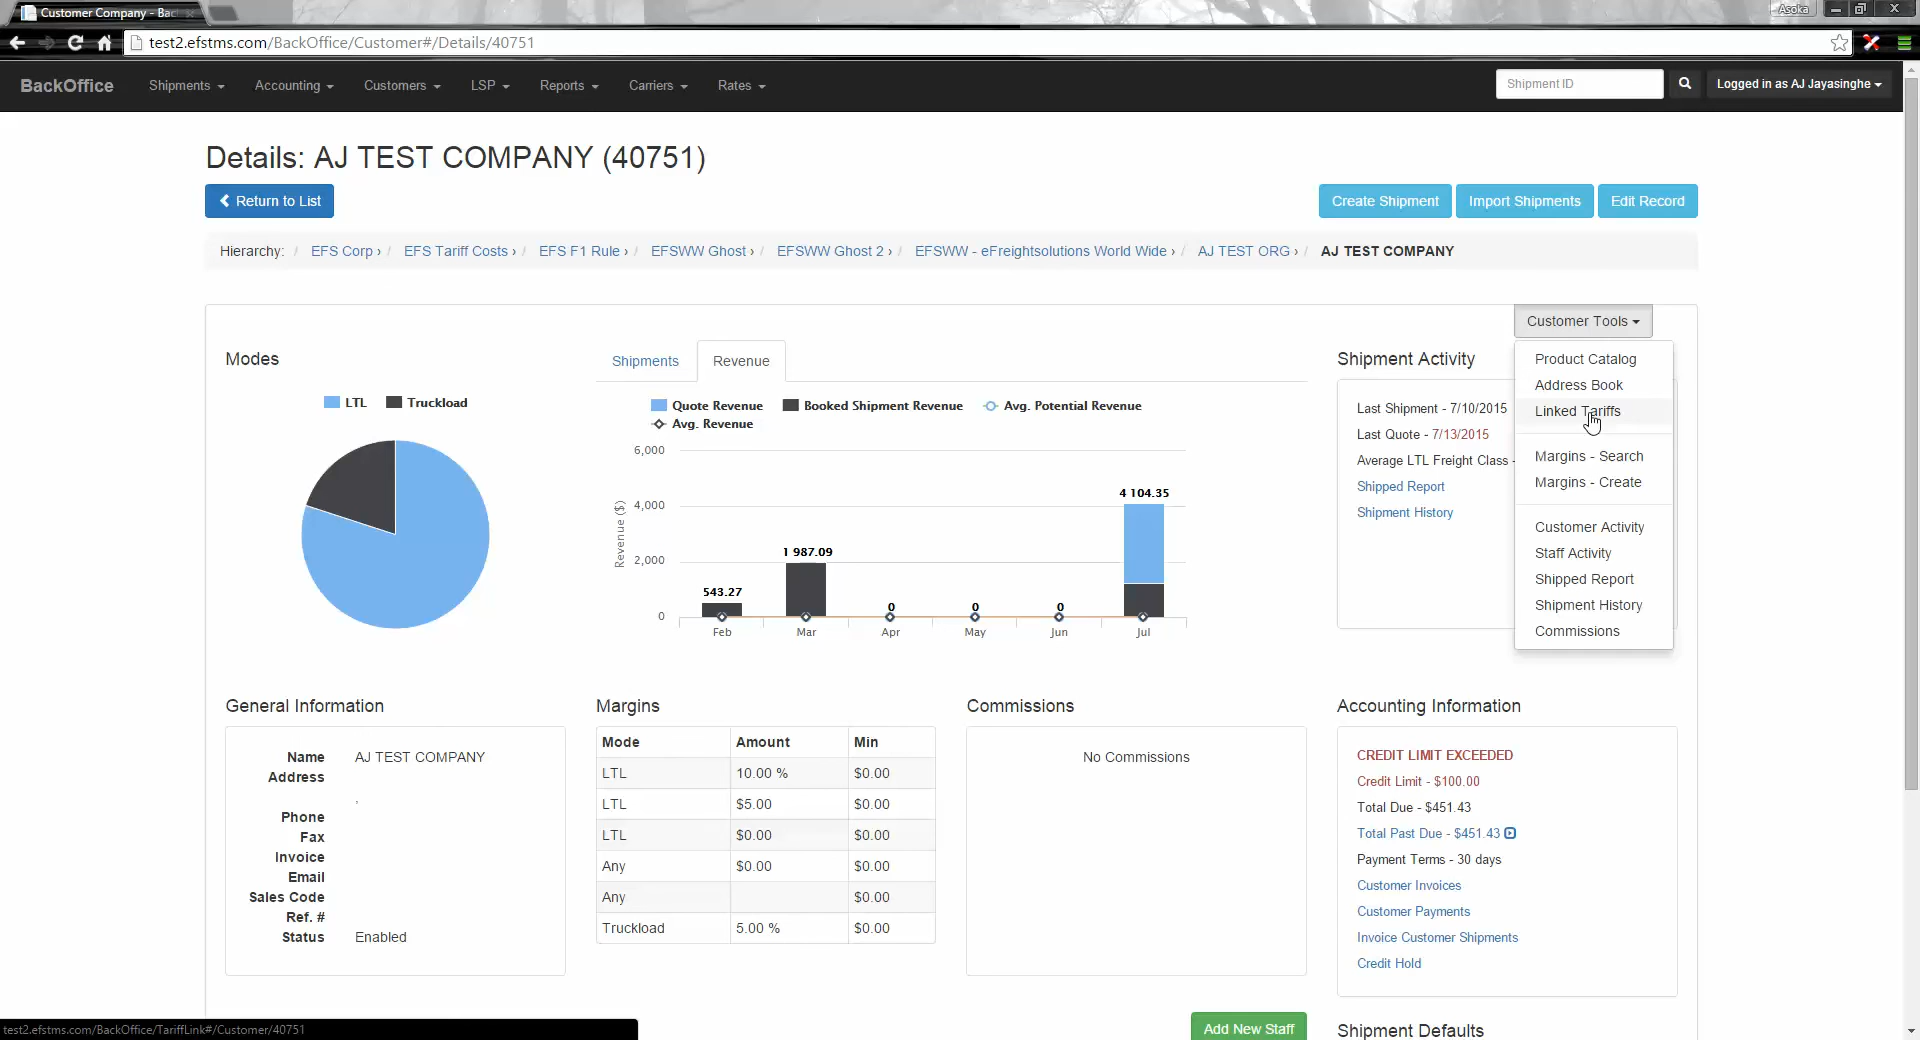 Customer Company - Bac
Asoka
test2.efstms.com/BackOffice/Customer#/Details/40751
BackOffice Shipments Accounting Customers LSP Reports Carriers Rates Shipment ID Logged in as AJ Jayasinghe
Details: AJ TEST COMPANY (40751)
Return to List Create Shipment Import Shipments Edit Record
Hierarchy: / EFS Corp › / EFS Tariff Costs › / EFS F1 Rule › / EFSWW Ghost › / EFSWW Ghost 2 › / EFSWW - eFreightsolutions World Wide › / AJ TEST ORG › / AJ TEST COMPANY
Customer Tools
Product Catalog
Address Book
Linked Tariffs
Margins - Search
Margins - Create
Customer Activity
Staff Activity
Shipped Report
Shipment History
Commissions
Modes
LTL Truckload
Shipments Revenue
Quote Revenue Booked Shipment Revenue Avg. Potential Revenue
Avg. Revenue
Revenue ($)
6,000
4,000
2,000
0
543.27 1 987.09 0 0 0 4 104.35
Feb Mar Apr May Jun Jul
Shipment Activity
Last Shipment - 7/10/2015
Last Quote - 7/13/2015
Average LTL Freight Class -
Shipped Report
Shipment History
General Information
Name AJ TEST COMPANY
Address
,
Phone
Fax
Invoice
Email
Sales Code
Ref. #
Status Enabled
Margins
Mode Amount Min
LTL 10.00 % $0.00
LTL $5.00 $0.00
LTL $0.00 $0.00
Any $0.00 $0.00
Any $0.00
Truckload 5.00 % $0.00
Commissions
No Commissions
Accounting Information
CREDIT LIMIT EXCEEDED
Credit Limit - $100.00
Total Due - $451.43
Total Past Due - $451.43
Payment Terms - 30 days
Customer Invoices
Customer Payments
Invoice Customer Shipments
Credit Hold
Add New Staff
Shipment Defaults
test2.efstms.com/BackOffice/TariffLink#/Customer/40751